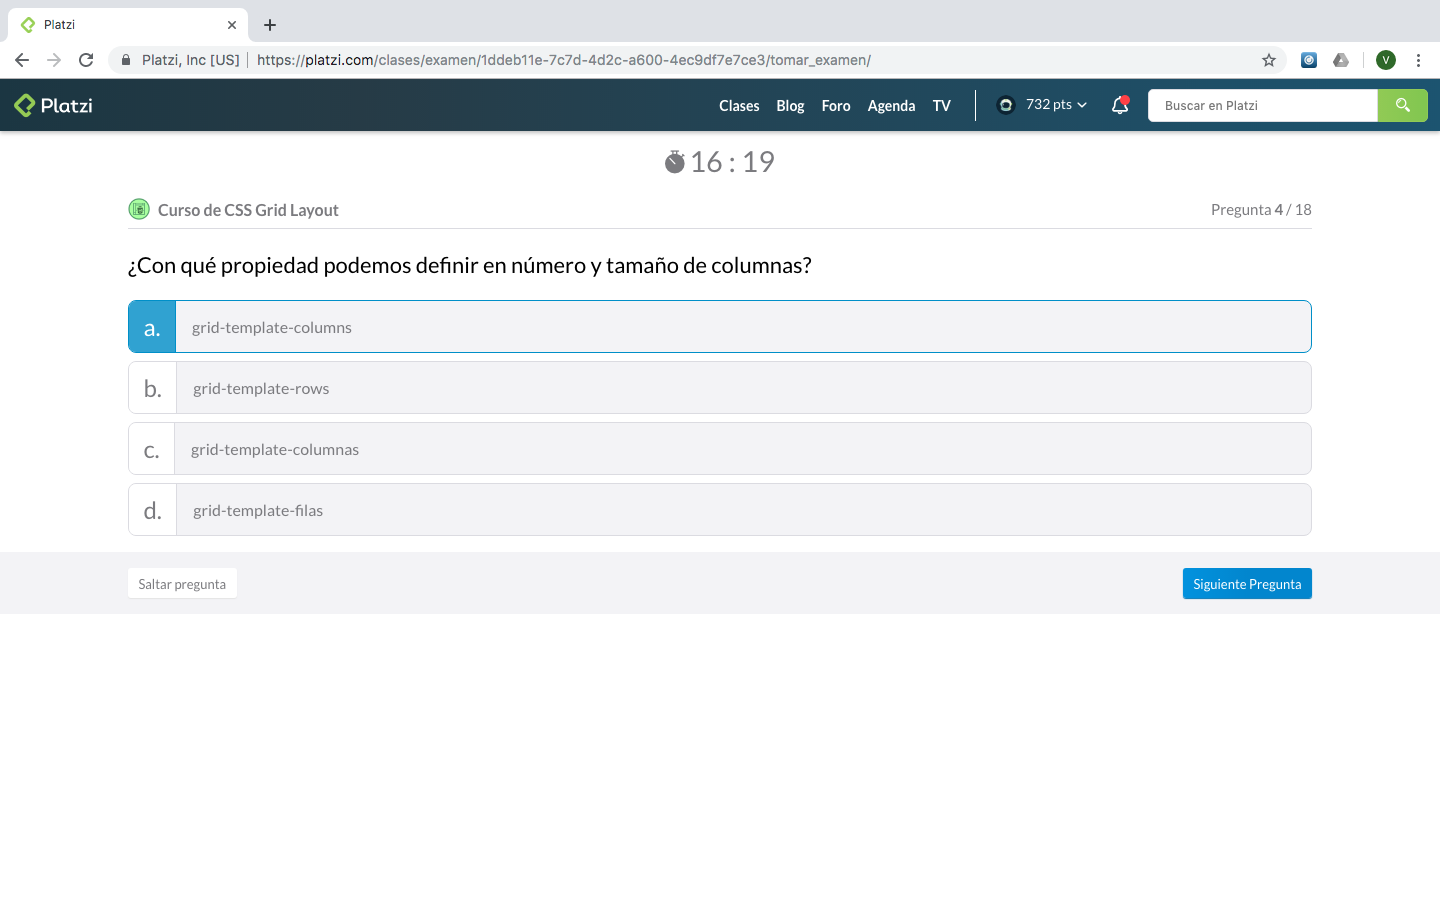 Platzi
Platzi, Inc [US] https://platzi.com/clases/examen/1ddeb11e-7c7d-4d2c-a600-4ec9df7e7ce3/tomar_examen/
V
Platzi Clases Blog Foro Agenda TV 732 pts Buscar en Platzi
16 : 19
Curso de CSS Grid Layout Pregunta 4 / 18
¿Con qué propiedad podemos definir en número y tamaño de columnas?
a. grid-template-columns
b. grid-template-rows
c. grid-template-columnas
d. grid-template-filas
Saltar pregunta Siguiente Pregunta